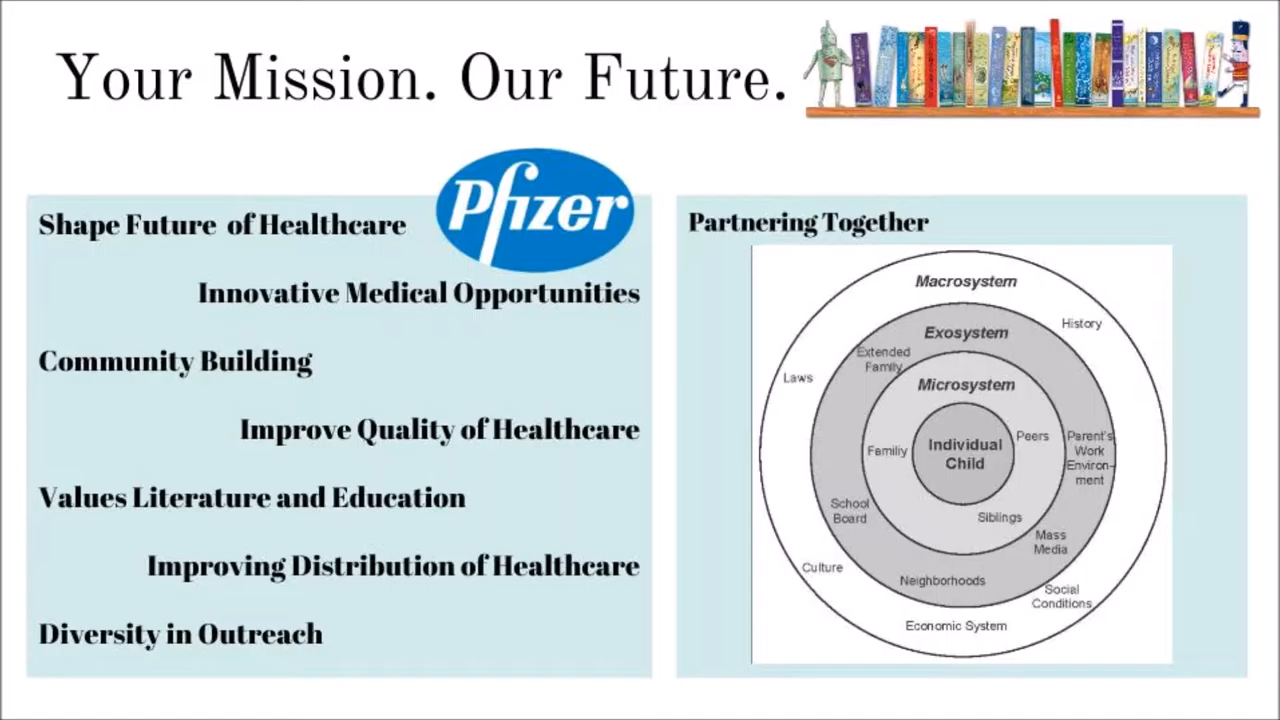 Your Mission. Our Future.
Pfizer
Shape Future of Healthcare
Innovative Medical Opportunities
Community Building
Improve Quality of Healthcare
Values Literature and Education
Improving Distribution of Healthcare
Diversity in Outreach
Partnering Together
Macrosystem
History
Exosystem
Extended
Family
Laws
Microsystem
Individual
Child
Peers
Familiy
Parent's
Work
Environ-
ment
School
Board
Siblings
Mass
Media
Culture
Neighborhoods
Social
Conditions
Economic System